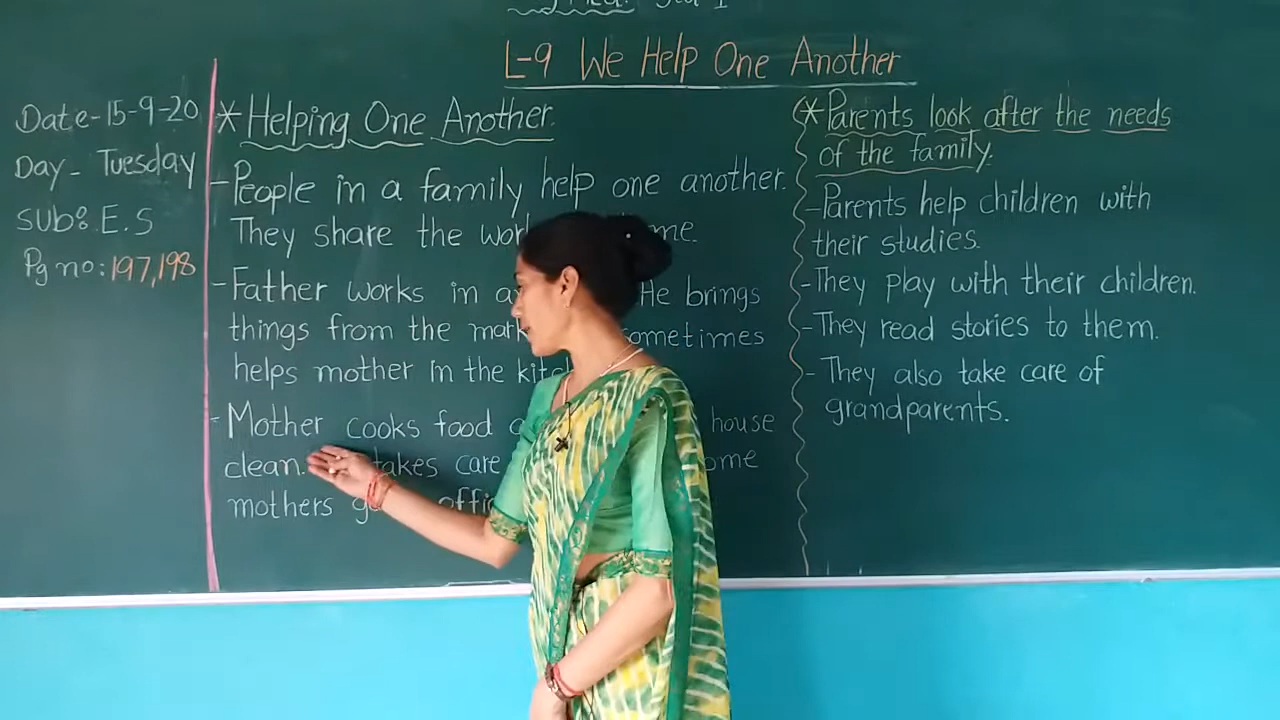 L-9 We Help One Another
Date-15-9-20
Day- Tuesday
Sub: E.S
Pg no: 197,198
* Helping One Another.
-People in a family help one another.
They share the me.
-Father works in He brings
things from the sometimes
helps mother in the
-Mother cooks food house
clean. takes care
mothers
* Parents look after the needs
of the family.
-Parents help children with
their studies.
-They play with their children.
-They read stories to them.
-They also take care of
grandparents.